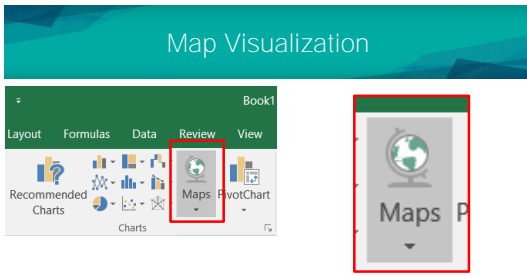 Map Visualization
Book1
Layout Formulas Data Review View
Recommended Charts
Maps
PivotChart
Charts
Maps P